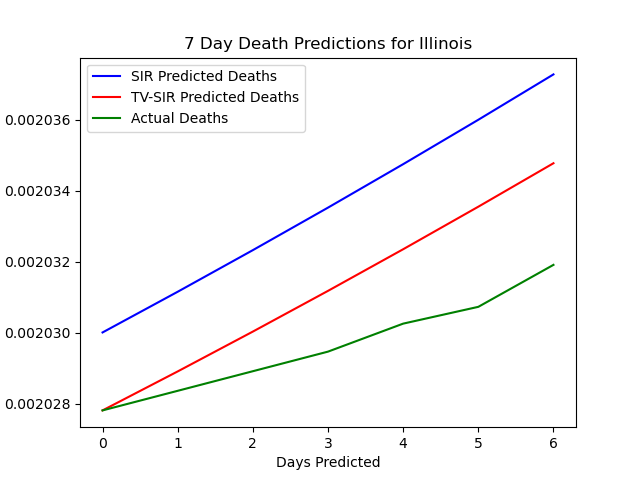 7 Day Death Predictions for Illinois
SIR Predicted Deaths
TV-SIR Predicted Deaths
Actual Deaths
0.002036
0.002034
0.002032
0.002030
0.002028
0 1 2 3 4 5 6
Days Predicted